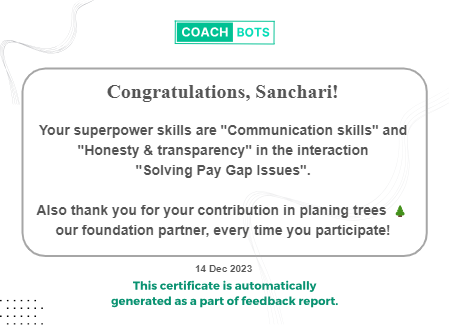 COACH BOTS
Congratulations, Sanchari!
Your superpower skills are "Communication skills" and
"Honesty & transparency" in the interaction
"Solving Pay Gap Issues".
Also thank you for your contribution in planing trees 🌲
our foundation partner, every time you participate!
14 Dec 2023
This certificate is automatically
generated as a part of feedback report.